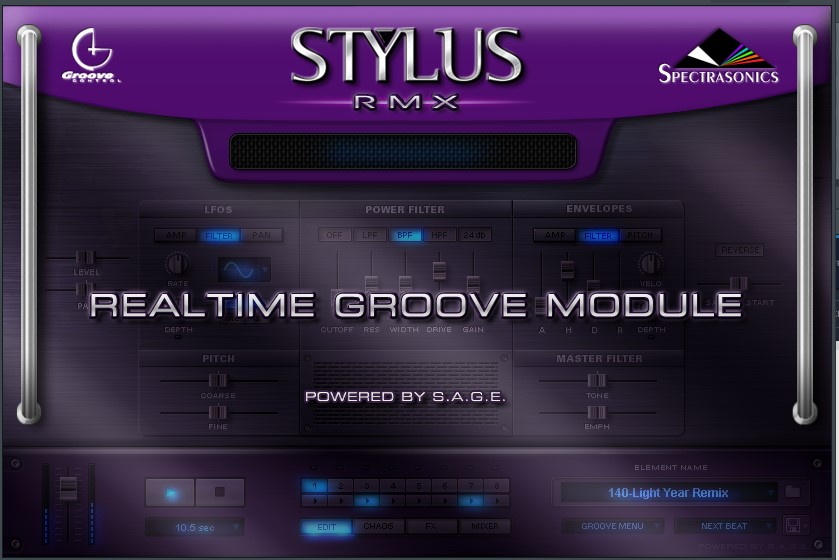 Groove
CONTROL
STYLUS
RMX
SPECTRASONICS
LFOS
POWER FILTER
ENVELOPES
AMP FILTER PAN
OFF LPF BPF HPF 24db
AMP FILTER PITCH
REVERSE
LEVEL
RATE
VELO
START
REALTIME GROOVE MODULE
DEPTH
CUTOFF RES WIDTH DRIVE GAIN
A H D R DEPTH
PITCH
MASTER FILTER
COARSE
TONE
POWERED BY S.A.G.E.
FINE
EMPH
ELEMENT NAME
1 2 3 4 5 6 7 8
140-Light Year Remix
10.5 sec
EDIT CHAOS FX MIXER
GROOVE MENU
NEXT BEAT
POWERED BY S.A.G.E.